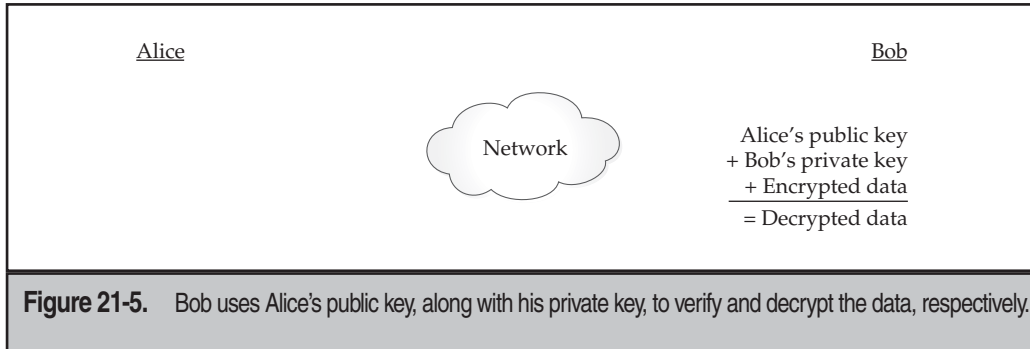 Alice
Bob
Network
Alice's public key
+ Bob's private key
+ Encrypted data
= Decrypted data
Figure 21-5. Bob uses Alice's public key, along with his private key, to verify and decrypt the data, respectively.